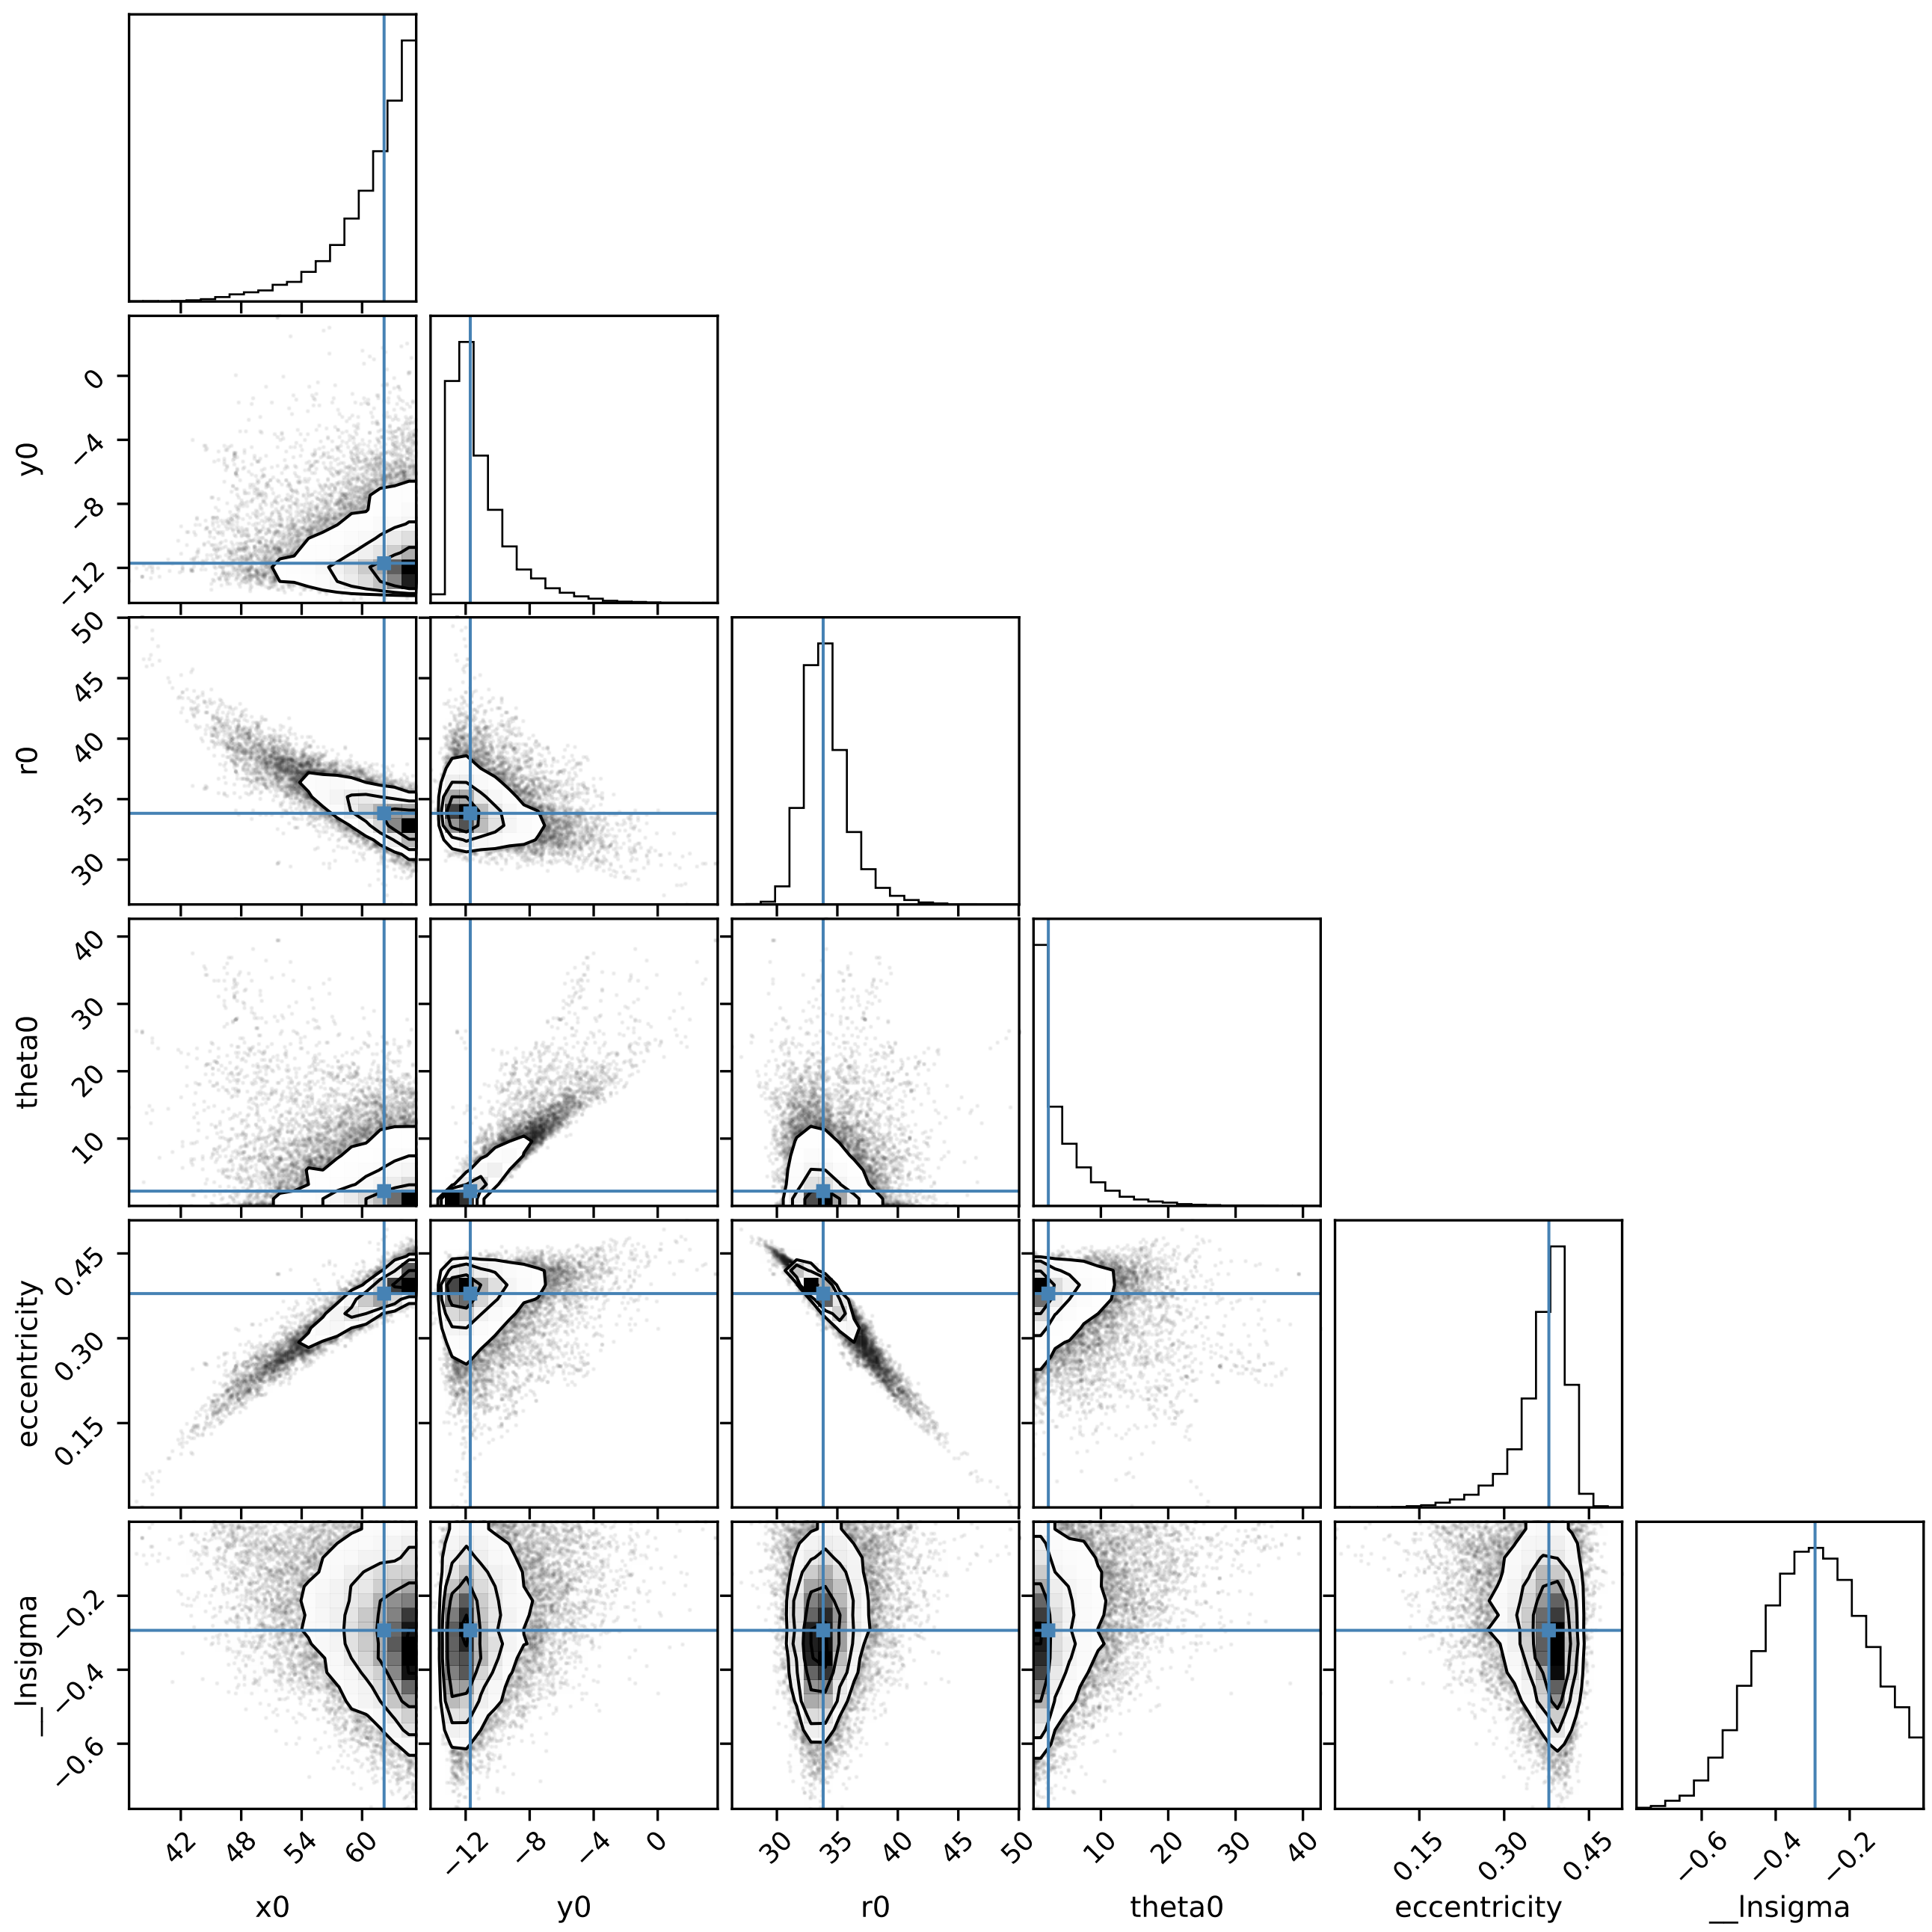 0
−4
−8
−12
y0
50
45
40
35
30
r0
40
30
20
10
theta0
0.45
0.30
0.15
eccentricity
−0.2
−0.4
−0.6
__lnsigma
42 48 54 60 −12 −8 −4 0 30 35 40 45 50 10 20 30 40 0.15 0.30 0.45 −0.6 −0.4 −0.2
x0 y0 r0 theta0 eccentricity __lnsigma